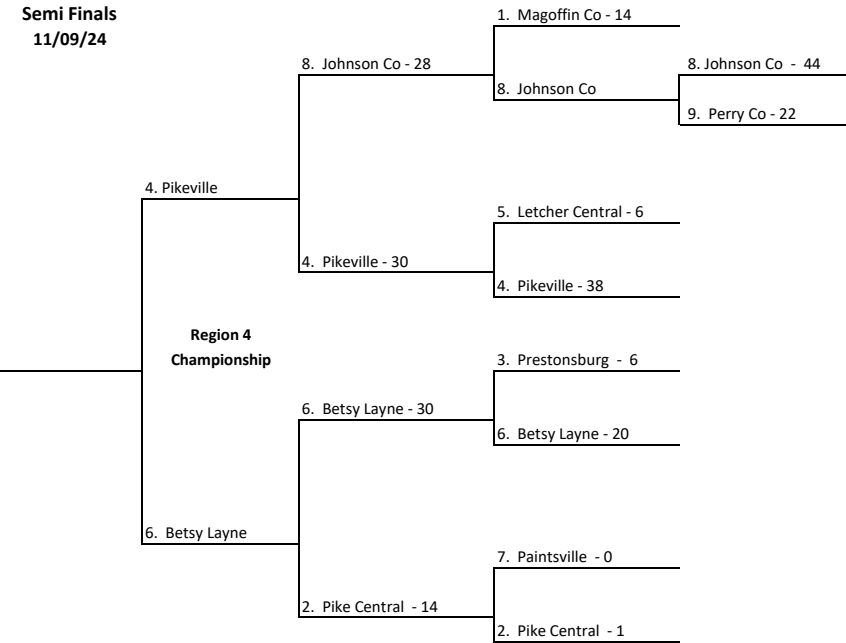 Semi Finals
11/09/24
1. Magoffin Co - 14
8. Johnson Co - 28
8. Johnson Co - 44
8. Johnson Co
9. Perry Co - 22
4. Pikeville
5. Letcher Central - 6
4. Pikeville - 30
4. Pikeville - 38
Region 4
Championship
3. Prestonsburg - 6
6. Betsy Layne - 30
6. Betsy Layne - 20
6. Betsy Layne
7. Paintsville - 0
2. Pike Central - 14
2. Pike Central - 1